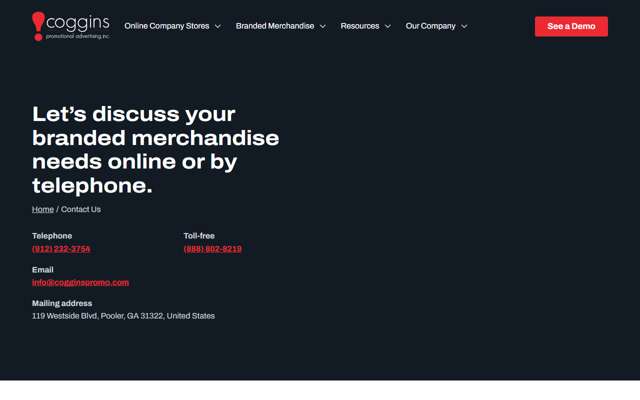 coggins
promotional advertising, inc
Online Company Stores
Branded Merchandise
Resources
Our Company
See a Demo
Let's discuss your
branded merchandise
needs online or by
telephone.
Home / Contact Us
Telephone
Toll-free
(912) 232-3754
(888) 802-8219
Email
info@cogginspromo.com
Mailing address
119 Westside Blvd, Pooler, GA 31322, United States